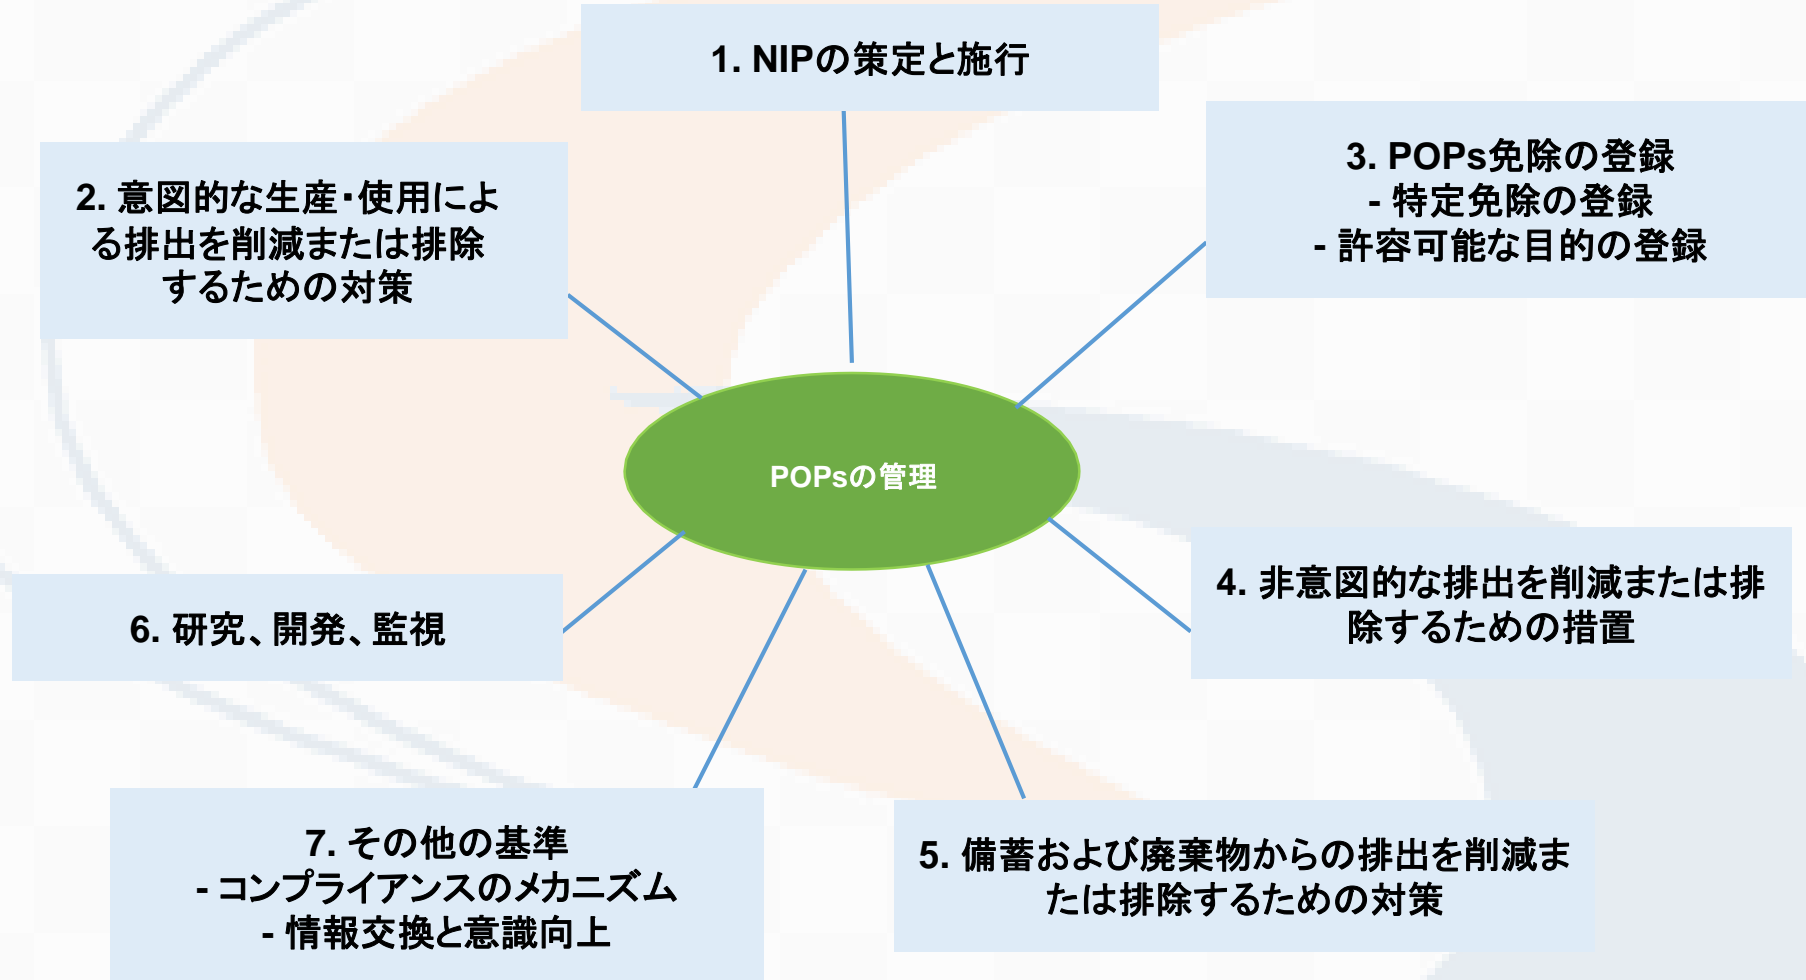 1. NIPの策定と施行
2. 意図的な生産・使用によ
る排出を削減または排除
するための対策
3. POPs免除の登録
- 特定免除の登録
- 許容可能な目的の登録
POPsの管理
4. 非意図的な排出を削減または排
除するための措置
6. 研究、開発、監視
7. その他の基準
- コンプライアンスのメカニズム
- 情報交換と意識向上
5. 備蓄および廃棄物からの排出を削減ま
たは排除するための対策